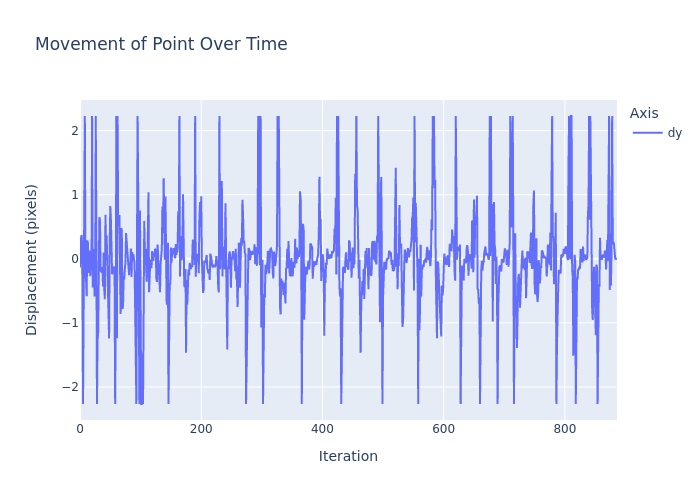 Movement of Point Over Time
Axis
dy
Displacement (pixels)
2
1
0
−1
−2
0
200
400
600
800
Iteration